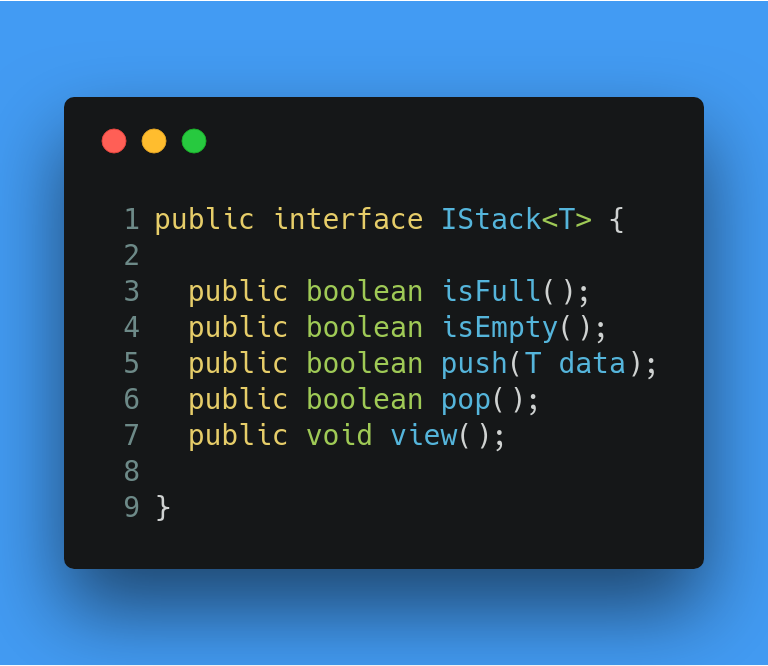 1 public interface IStack<T> {
2
3   public boolean isFull();
4   public boolean isEmpty();
5   public boolean push(T data);
6   public boolean pop();
7   public void view();
8
9 }